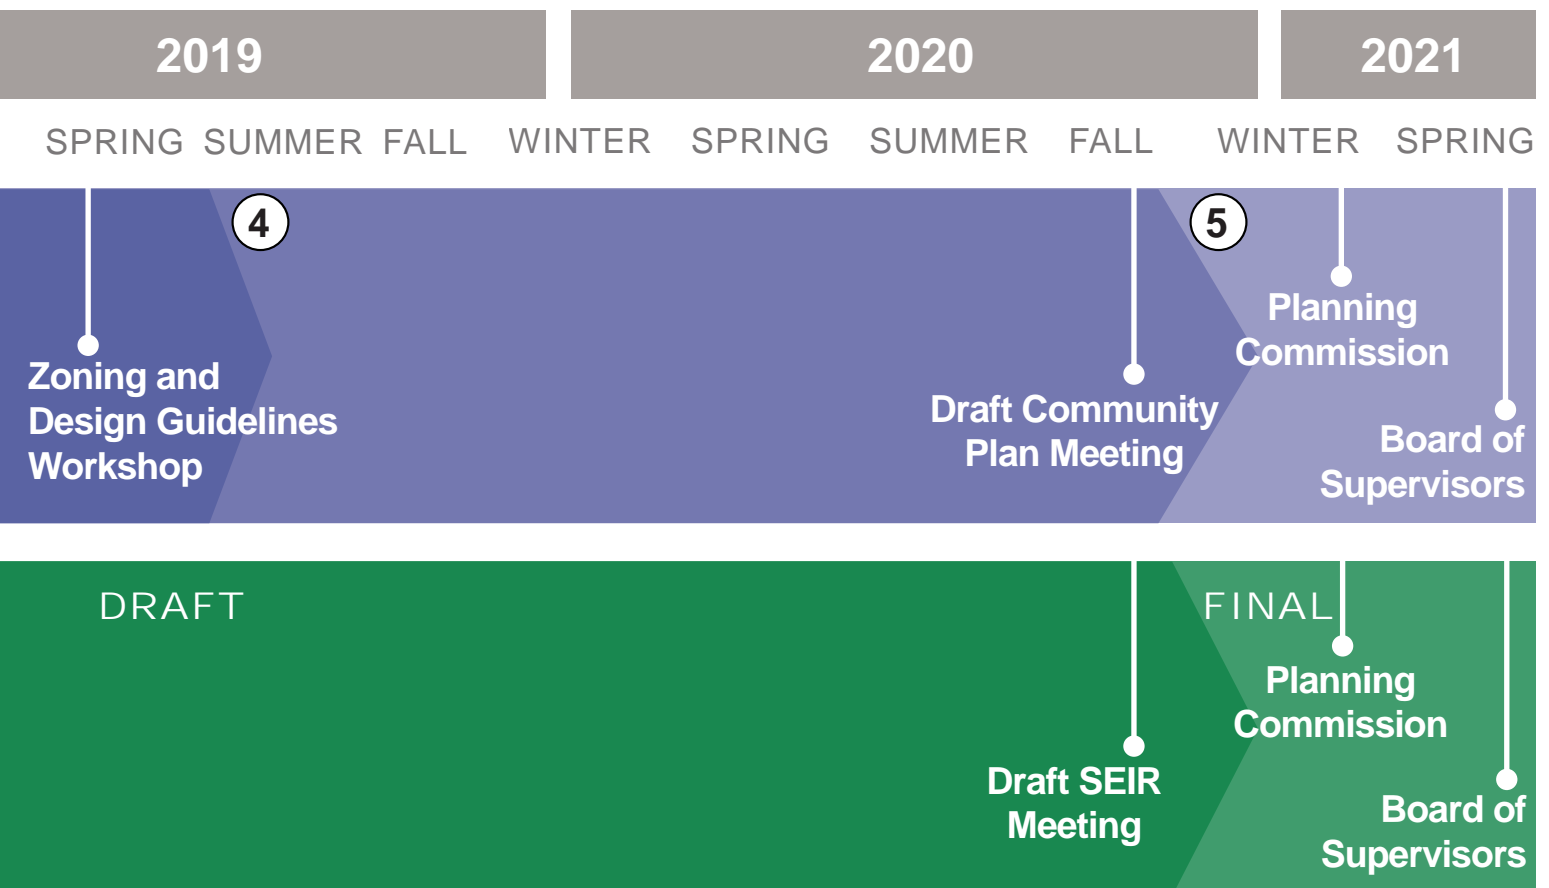 2019 2020 2021
SPRING SUMMER FALL WINTER SPRING SUMMER FALL WINTER SPRING
4 5
Zoning and
Design Guidelines
Workshop
Draft Community
Plan Meeting
Planning
Commission
Board of
Supervisors
DRAFT FINAL
Draft SEIR
Meeting
Planning
Commission
Board of
Supervisors